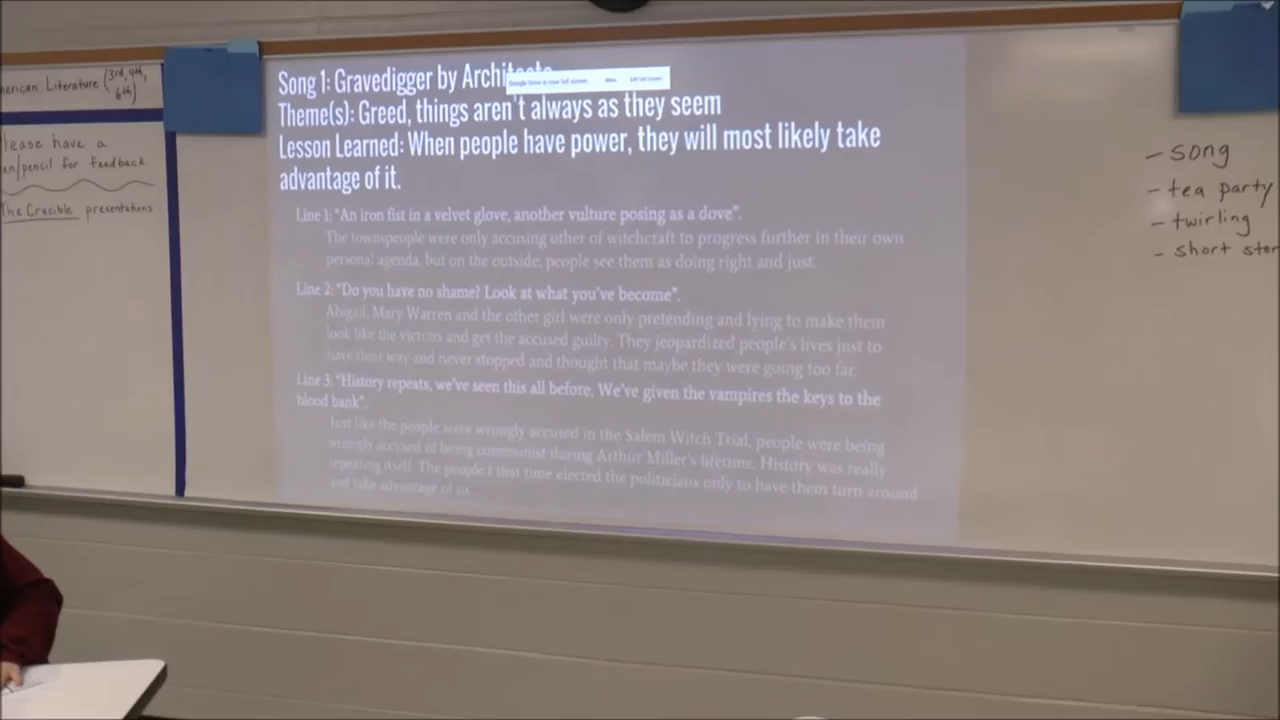 erican Literature (3rd, 4th,
6th)
lease have a
en/pencil for feedback.
The Crucible presentations
Song 1: Gravedigger by Architects
Google Drive is now full screen
Theme(s): Greed, things aren't always as they seem
Lesson Learned: When people have power, they will most likely take
advantage of it.
Line 1: "An iron fist in a velvet glove, another vulture posing as a dove".
The townspeople were only accusing other of witchcraft to progress further in their own
personal agenda, but on the outside, people see them as doing right and just.
Line 2: "Do you have no shame? Look at what you've become".
Abigail, Mary Warren and the other girl were only pretending and lying to make them
look like the victims and get the accused guilty. They jeopardized people's lives just to
have their way and never stopped and thought that maybe they were going too far.
Line 3: "History repeats, we've seen this all before, We've given the vampires the keys to the
blood bank".
Just like the people were wrongly accused in the Salem Witch Trial, people were being
wrongly accused of being communist during Arthur Miller's lifetime. History was really
repeating itself. The people t that time elected the politicians only to have them turn around
and take advantage of us.
- song
- tea party
- twirling
- short stor